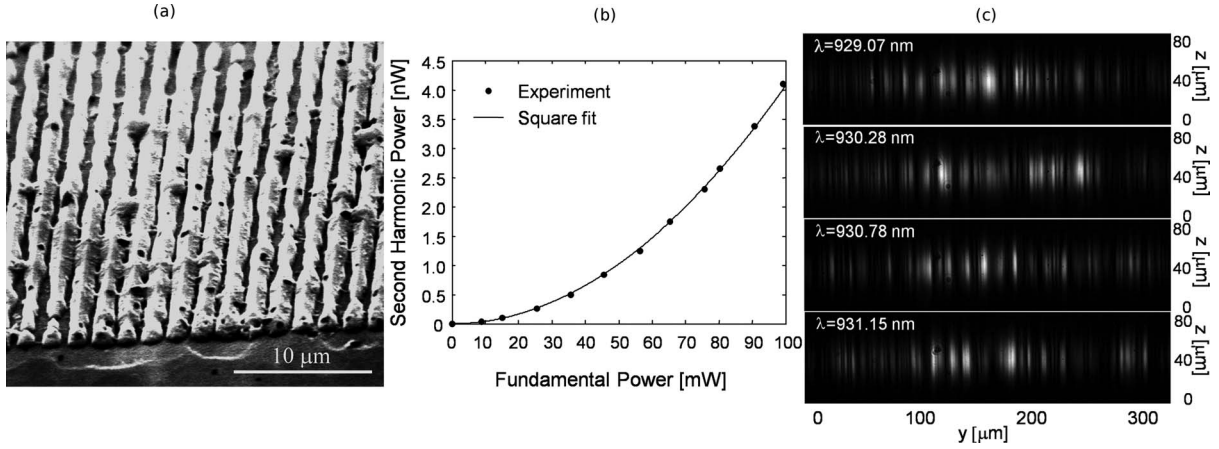 (a)
10 μm
(b)
Second Harmonic Power [nW]
4.5
4.0
3.5
3.0
2.5
2.0
1.5
1.0
0.5
0
Experiment
Square fit
0 10 20 30 40 50 60 70 80 90 100
Fundamental Power [mW]
(c)
λ=929.07 nm
80
40
0
z [μm]
λ=930.28 nm
80
40
0
z [μm]
λ=930.78 nm
80
40
0
z [μm]
λ=931.15 nm
80
40
0
z [μm]
0 100 200 300
y [μm]